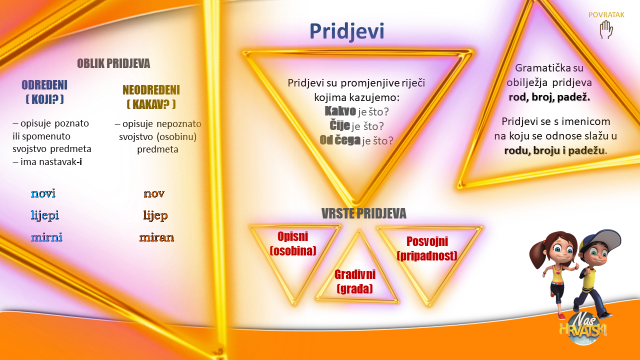 POVRATAK
Pridjevi
OBLIK PRIDJEVA
ODREĐENI
( KOJI? )
– opisuje poznato
ili spomenuto
svojstvo predmeta
– ima nastavak-i
novi
lijepi
mirni
NEODREĐENI
( KAKAV? )
– opisuje nepoznato
svojstvo (osobinu)
predmeta
nov
lijep
miran
Pridjevi su promjenjive riječi
kojima kazujemo:
Kakvo je što?
Čije je što?
Od čega je što?
VRSTE PRIDJEVA
Opisni
(osobina)
Gradivni
(građa)
Posvojni
(pripadnost)
Gramatička su
obilježja pridjeva
rod, broj, padež.
Pridjevi se s imenicom
na koju se odnose slažu u
rodu, broju i padežu.
Naš
HRVATSKI